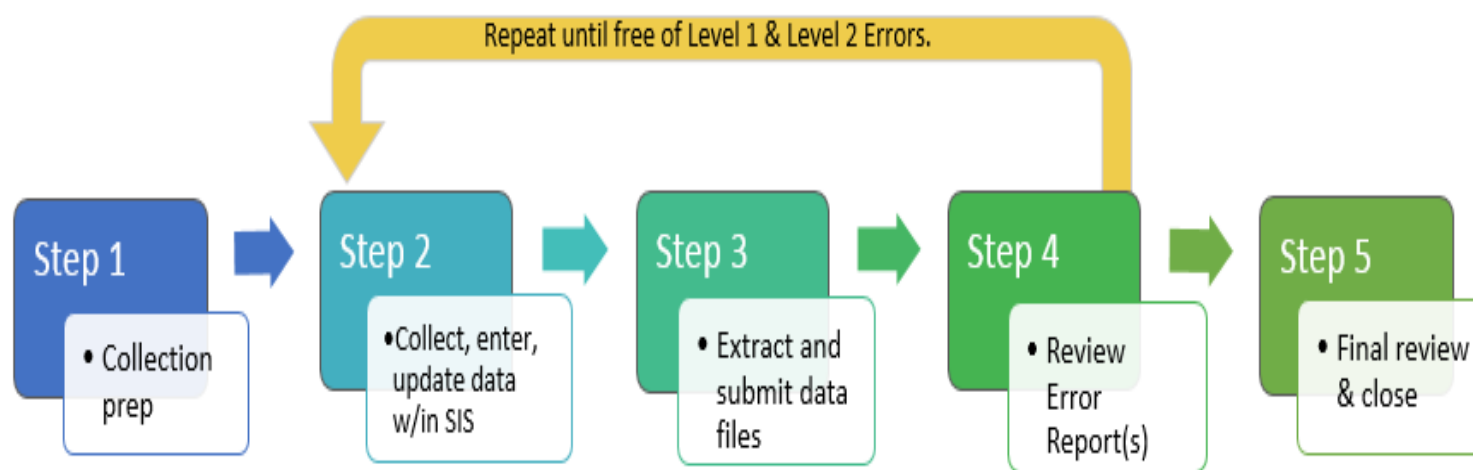 Repeat until free of Level 1 & Level 2 Errors.
Step 1
• Collection
prep
Step 2
•Collect, enter,
update data
w/in SIS
Step 3
• Extract and
submit data
files
Step 4
• Review
Error
Report(s)
Step 5
• Final review
& close